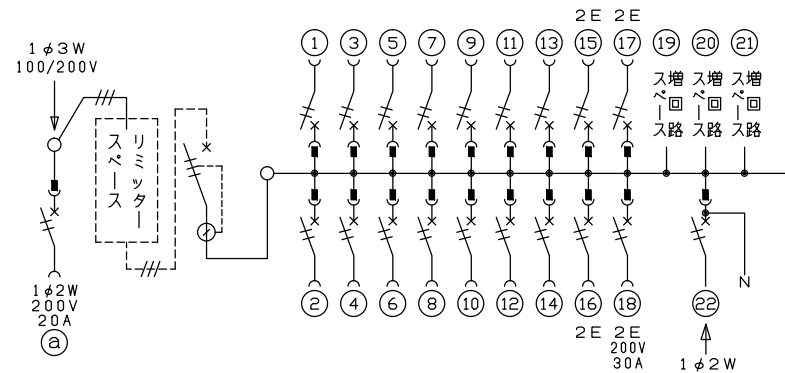 2E 2E
1 3 5 7 9 11 13 15 17 19 20 21
1φ3W
100/200V
増回路
スペース
増回路
スペース
増回路
スペース
リミッター
スペース
N
1φ2W
200V
20A
a
2 4 6 8 10 12 14 16 18 22
2E 2E
200V
30A
1φ2W